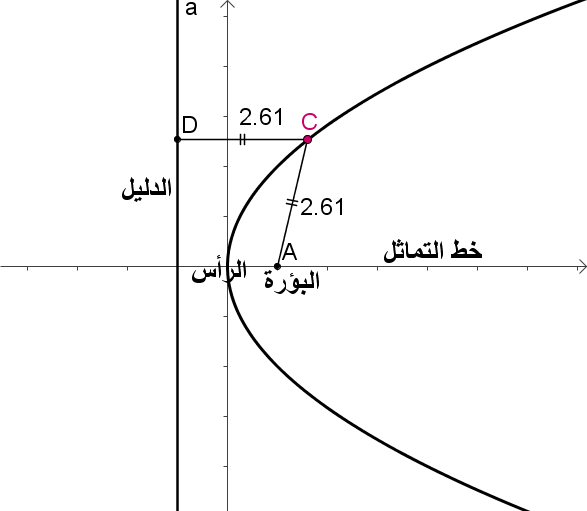 a
2.61
D
C
الدليل
2.61
A
خط التماثل
الرأس
البؤرة